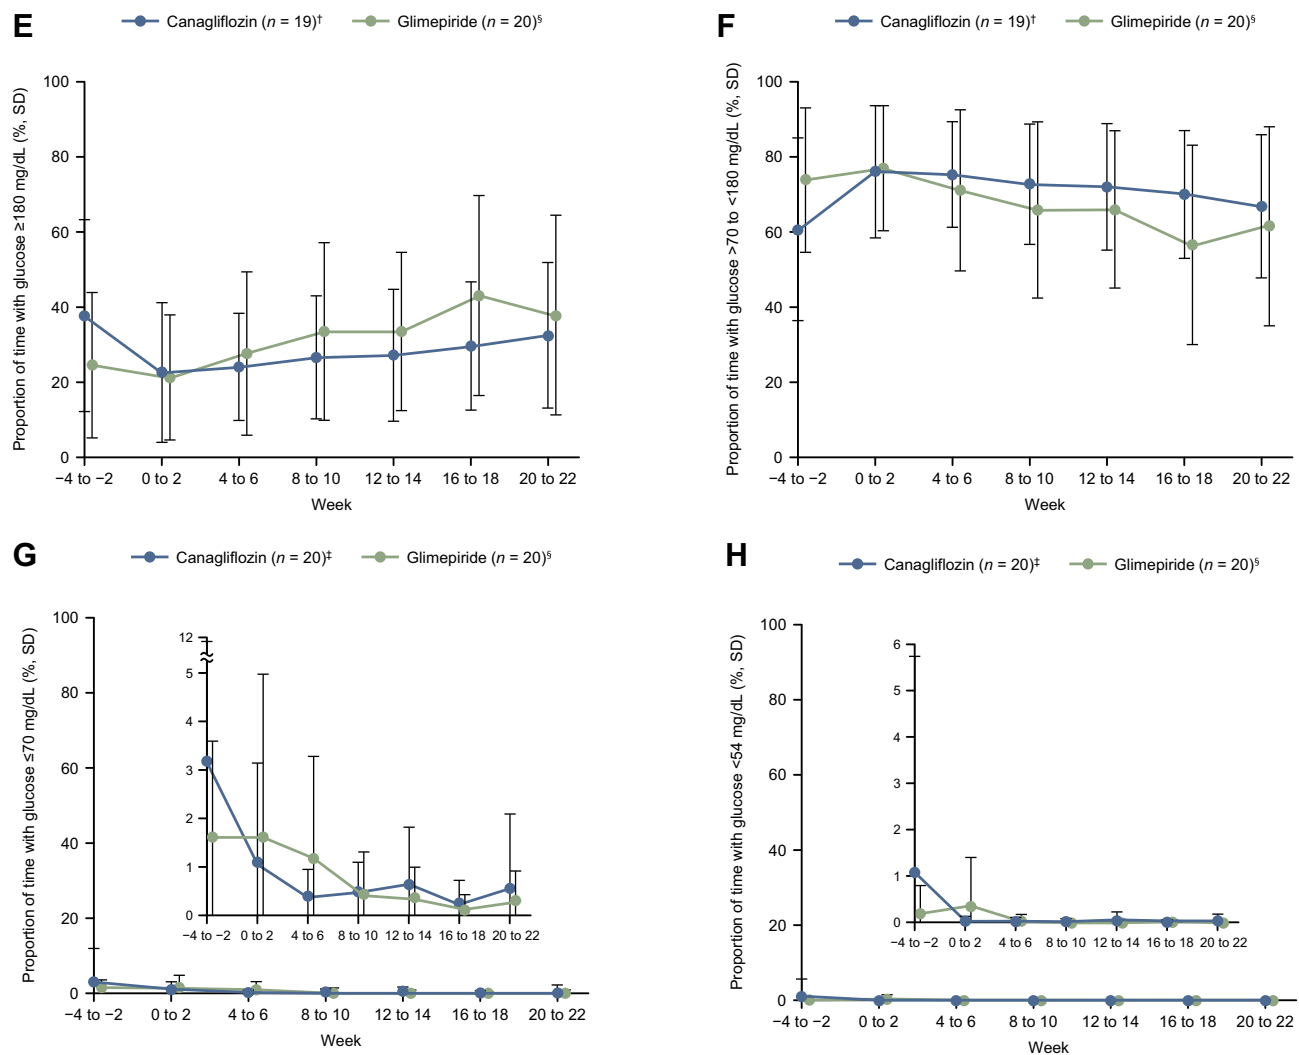 E
Canagliflozin (n = 19)† Glimepiride (n = 20)§
Proportion of time with glucose ≥180 mg/dL (%, SD)
100
80
60
40
20
0
−4 to −2 0 to 2 4 to 6 8 to 10 12 to 14 16 to 18 20 to 22
Week
F
Canagliflozin (n = 19)† Glimepiride (n = 20)§
Proportion of time with glucose >70 to <180 mg/dL (%, SD)
100
80
60
40
20
0
−4 to −2 0 to 2 4 to 6 8 to 10 12 to 14 16 to 18 20 to 22
Week
G
Canagliflozin (n = 20)‡ Glimepiride (n = 20)§
Proportion of time with glucose ≤70 mg/dL (%, SD)
100
80
60
40
20
0
12
5
4
3
2
1
0
−4 to −2 0 to 2 4 to 6 8 to 10 12 to 14 16 to 18 20 to 22
−4 to −2 0 to 2 4 to 6 8 to 10 12 to 14 16 to 18 20 to 22
Week
H
Canagliflozin (n = 20)‡ Glimepiride (n = 20)§
Proportion of time with glucose <54 mg/dL (%, SD)
100
80
60
40
20
0
6
5
4
3
2
1
0
−4 to −2 0 to 2 4 to 6 8 to 10 12 to 14 16 to 18 20 to 22
−4 to −2 0 to 2 4 to 6 8 to 10 12 to 14 16 to 18 20 to 22
Week